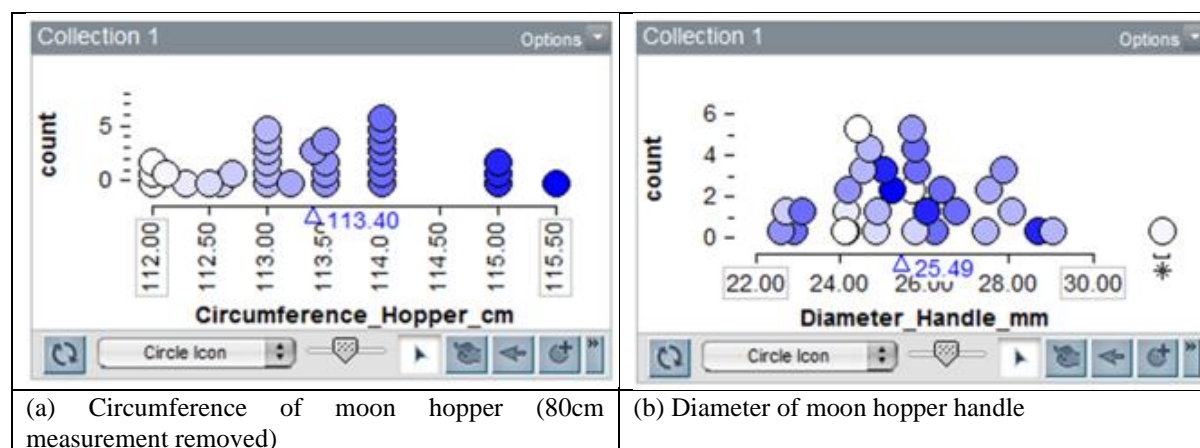 Collection 1
Options
count
5
0
113.40
112.00
112.50
113.00
113.5
114.0
114.50
115.00
115.50
Circumference_Hopper_cm
Circle Icon
»
(a) Circumference of moon hopper (80cm
measurement removed)
Collection 1
Options
count
6
4
2
0
25.49
22.00
24.00
26.00
28.00
30.00
*
Diameter_Handle_mm
Circle Icon
»
(b) Diameter of moon hopper handle